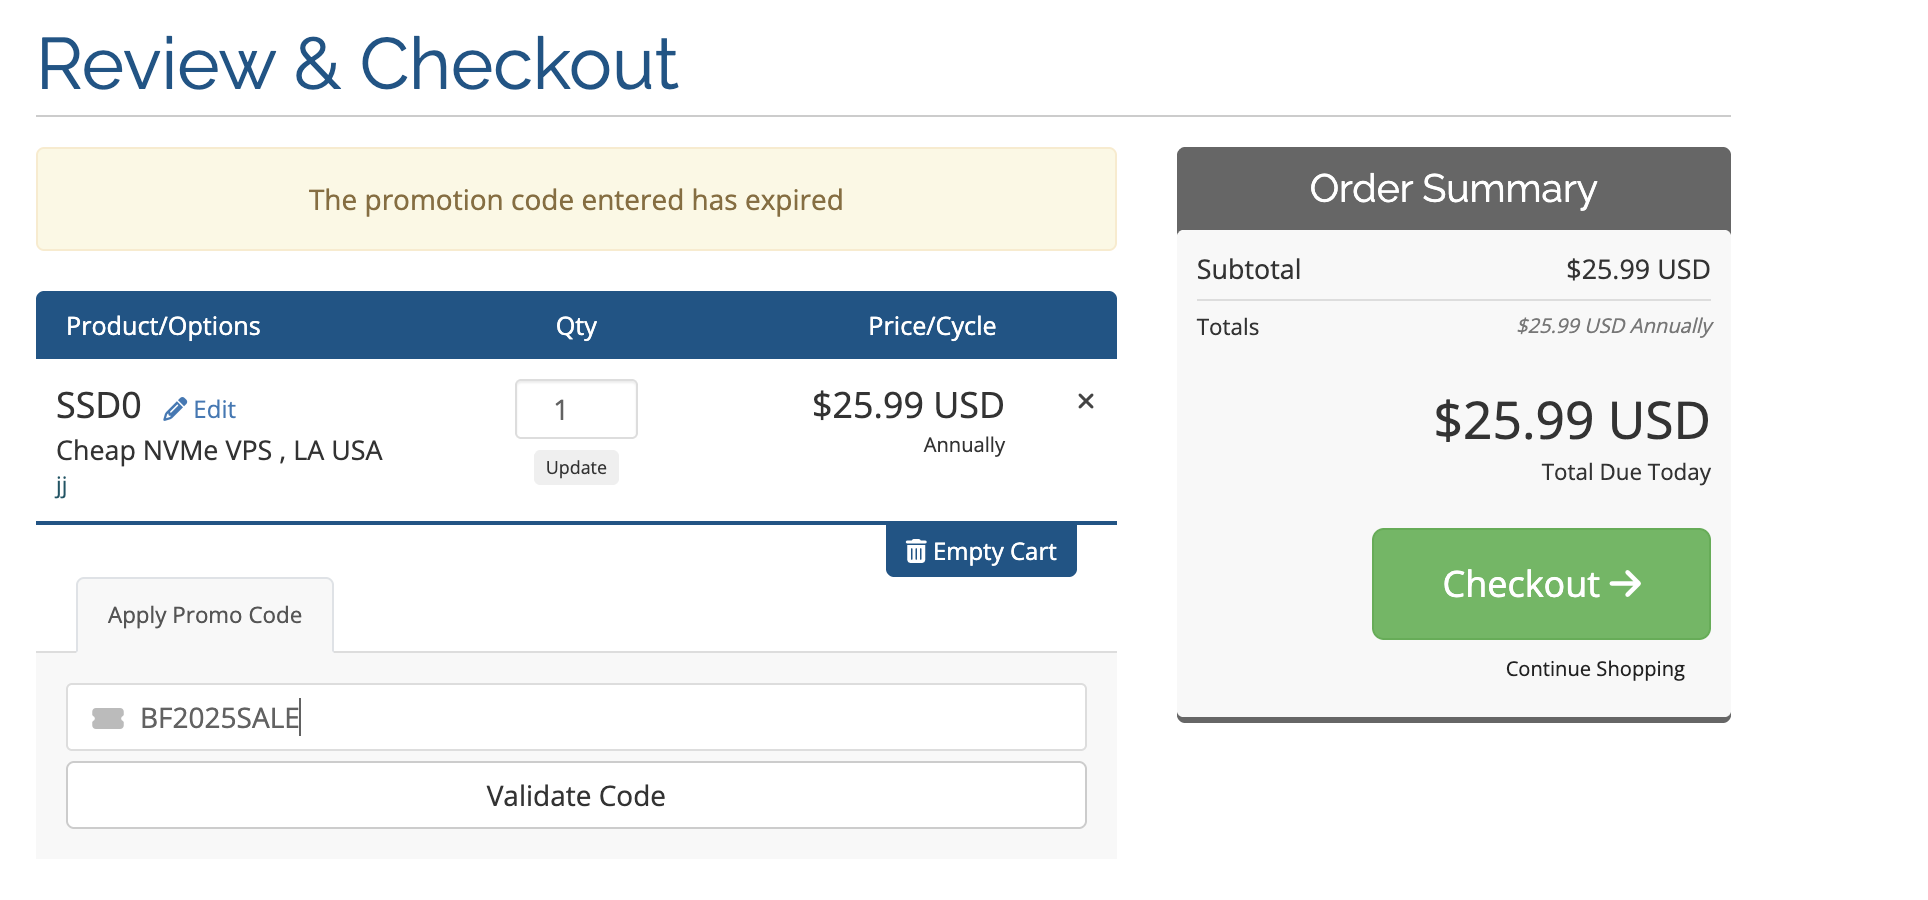 Review & Checkout
The promotion code entered has expired
Product/Options Qty Price/Cycle
SSD0 Edit 1 $25.99 USD ×
Cheap NVMe VPS , LA USA Annually
jj Update
Empty Cart
Apply Promo Code
BF2025SALE
Validate Code
Order Summary
Subtotal $25.99 USD
Totals $25.99 USD Annually
$25.99 USD
Total Due Today
Checkout →
Continue Shopping